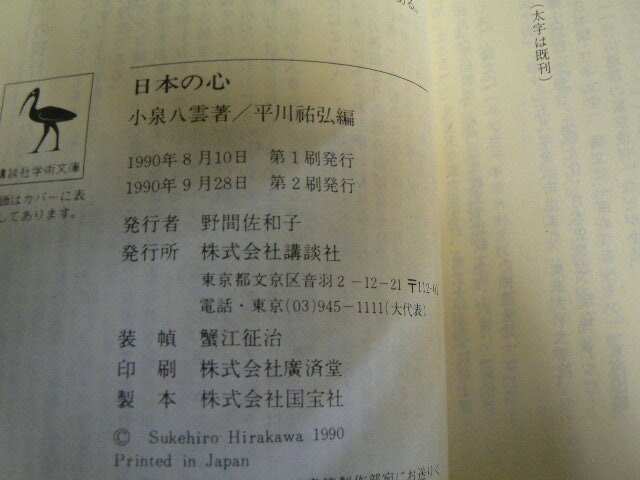 (太字は既刊)
日本の心
小泉八雲著／平川祐弘編
講談社学術文庫
価はカバーに表
してあります。
1990年8月10日 第1刷発行
1990年9月28日 第2刷発行
発行者 野間佐和子
発行所 株式会社講談社
東京都文京区音羽2-12-21 〒112-01
電話・東京(03)945-1111(大代表)
装幀 蟹江征治
印刷 株式会社廣済堂
製本 株式会社国宝社
© Sukehiro Hirakawa 1990
Printed in Japan